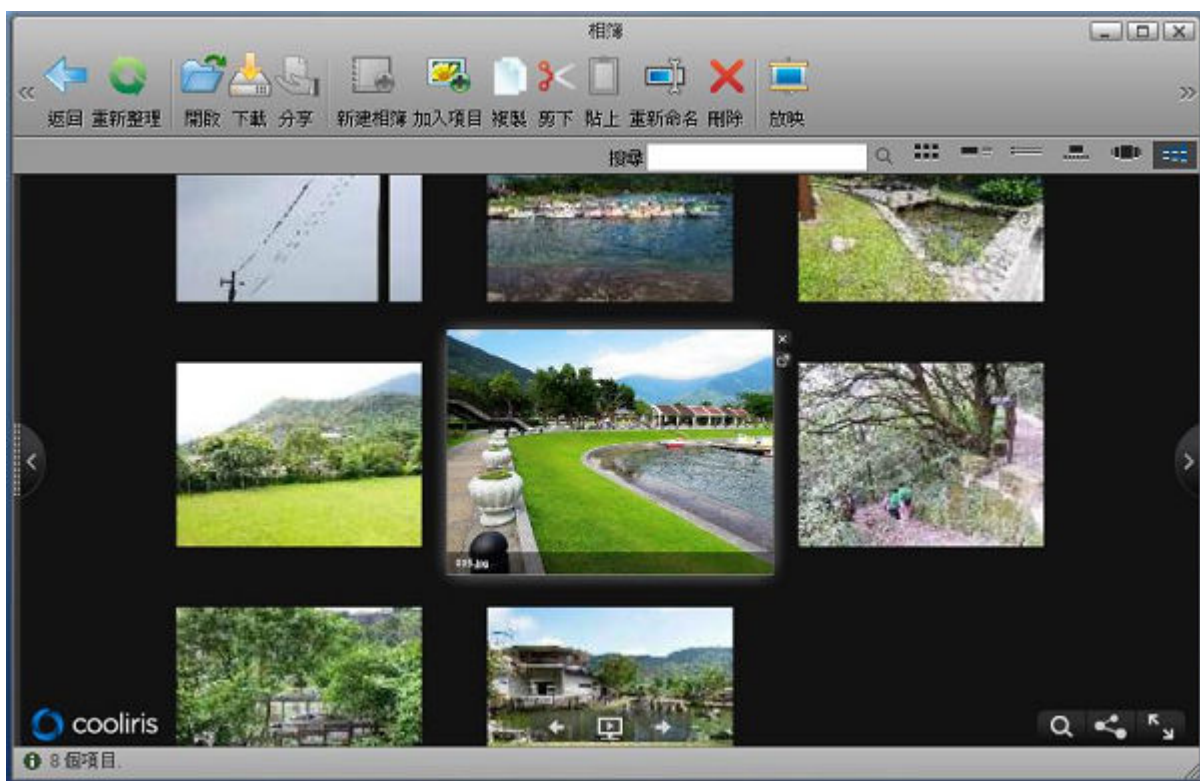 相簿
返回 重新整理 開啟 下載 分享 新建相簿 加入項目 複製 剪下 貼上 重新命名 刪除 放映
搜尋
cooliris
8 個項目.